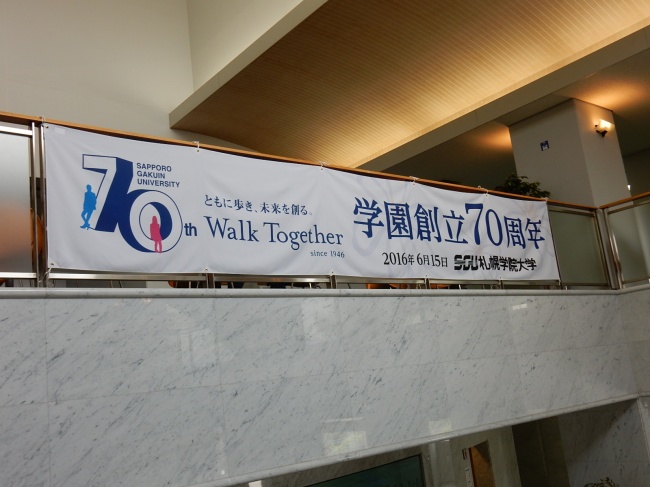 SAPPORO
GAKUIN
UNIVERSITY
70th
ともに歩き、未来を創る。
Walk Together
since 1946
学園創立70周年
2016年6月15日 SGU札幌学院大学